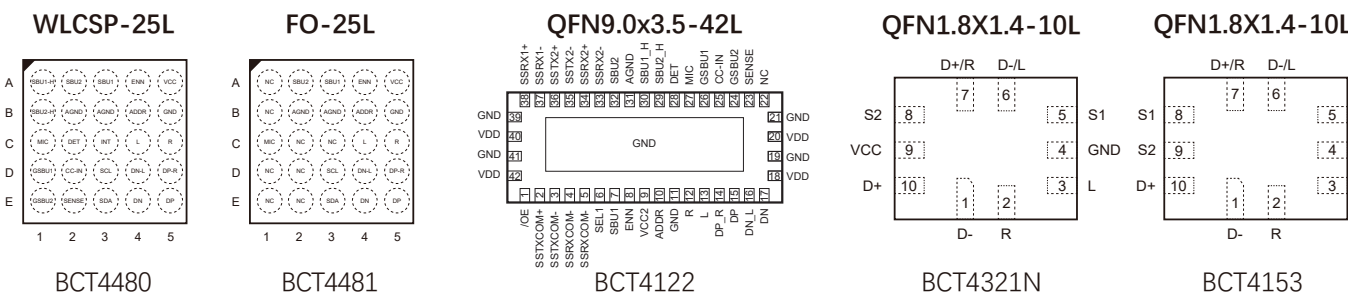 WLCSP-25L
A SBU1-H SBU2 SBU1 ENN VCC
B SBU2-H AGND AGND ADDR GND
C MIC DET INT L R
D GSBU1 CC-IN SCL DN-L DP-R
E GSBU2 SENSE SDA DN DP
1 2 3 4 5
BCT4480
FO-25L
A NC SBU2 SBU1 ENN VCC
B NC AGND AGND ADDR GND
C MIC NC NC L R
D NC NC SCL DN-L DP-R
E NC NC SDA DN DP
1 2 3 4 5
BCT4481
QFN9.0x3.5-42L
SSRX1+ SSRX1- SSTX2+ SSTX2- SSRX2+ SSRX2- SBU2 AGND SBU1_H SBU2_H DET MIC GSBU1 CC-IN GSBU2 SENSE NC
38 37 36 35 34 33 32 31 30 29 28 27 26 25 24 23 22
GND 39 21 GND
VDD 40 20 VDD
GND
GND 41 19 GND
VDD 42 18 VDD
1 2 3 4 5 6 7 8 9 10 11 12 13 14 15 16 17
/OE SSTXCOM+ SSTXCOM- SSRXCOM- SSRXCOM- SEL1 SBU1 ENN VCC2 ADDR GND R L DP_R DP DN_L DN
BCT4122
QFN1.8X1.4-10L
D+/R D-/L
7 6
S2 8 5 S1
VCC 9 4 GND
D+ 10 3 L
1 2
D- R
BCT4321N
QFN1.8X1.4-10L
D+/R D-/L
7 6
S1 8 5
S2 9 4
D+ 10 3
1 2
D- R
BCT4153